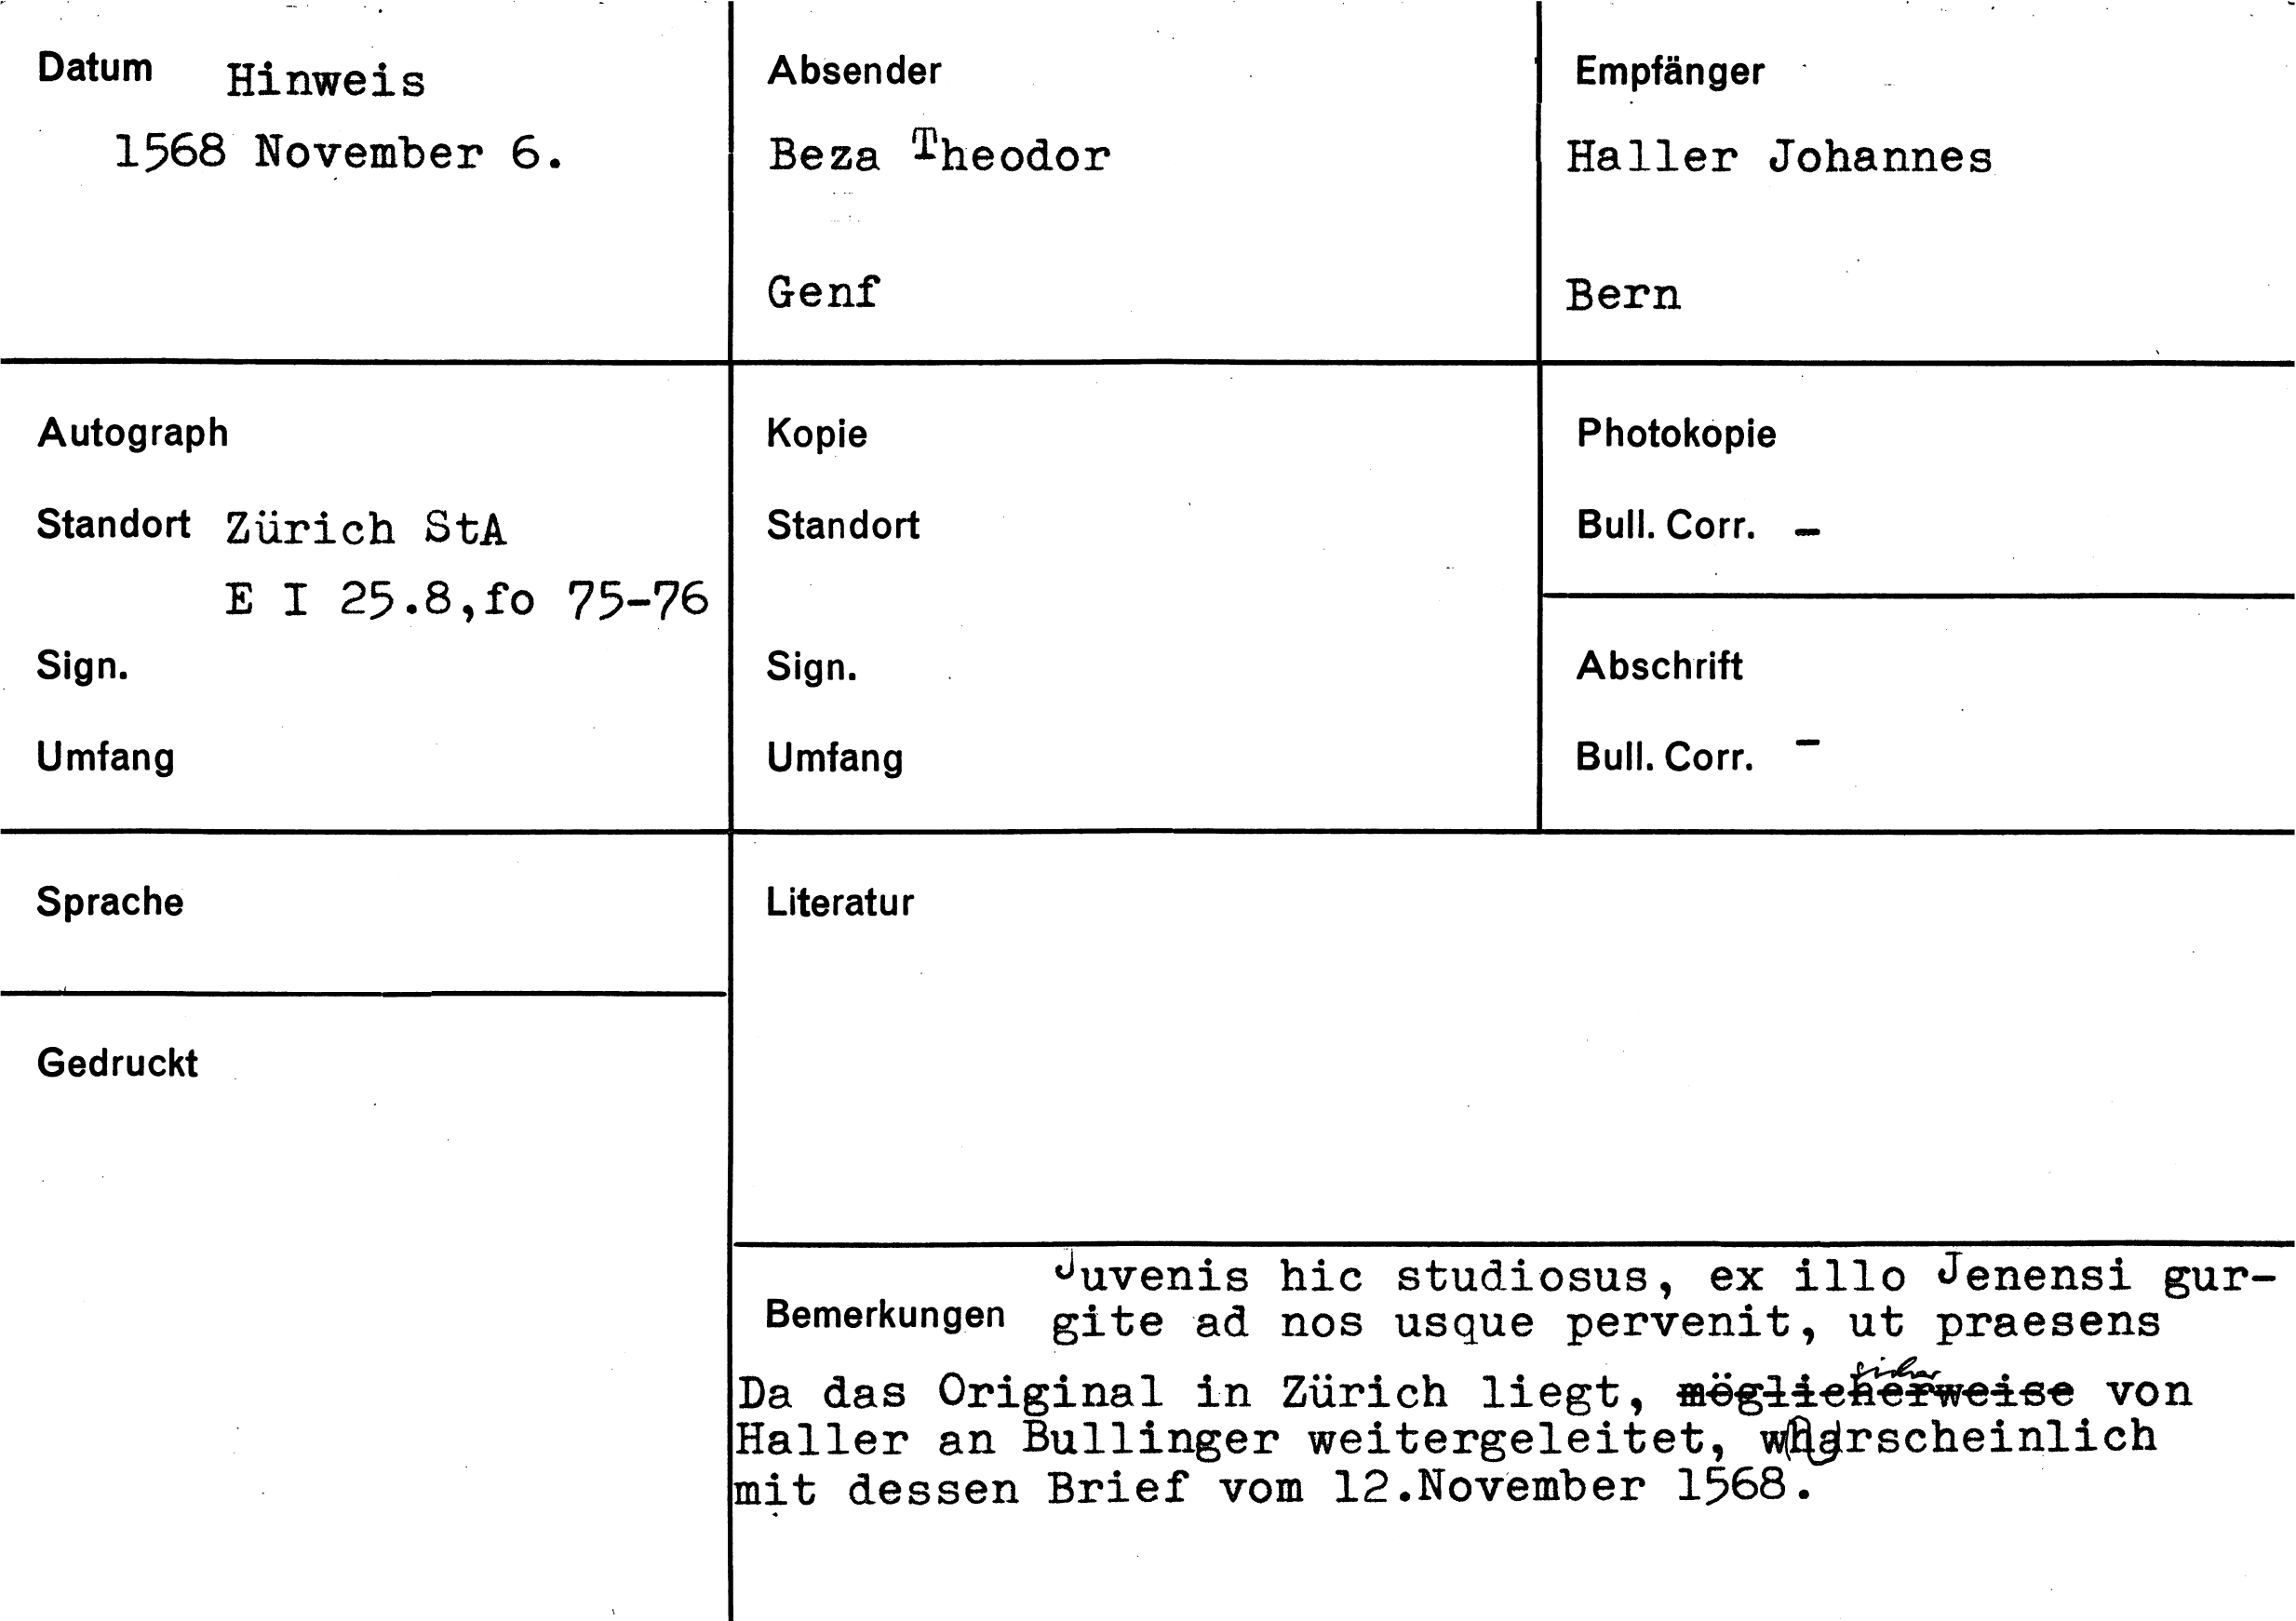 Datum Hinweis
1568 November 6.
Absender
Beza Theodor
Genf
Empfänger
Haller Johannes
Bern
Autograph
Standort Zürich StA
E I 25.8,fo 75-76
Sign.
Umfang
Kopie
Standort
Sign.
Umfang
Photokopie
Bull. Corr. -
Abschrift
Bull. Corr. -
Sprache
Gedruckt
Literatur
Bemerkungen
Juvenis hic studiosus, ex illo Jenensi gur-
gite ad nos usque pervenit, ut praesens
sicher
Da das Original in Zürich liegt, möglicherweise von
Haller an Bullinger weitergeleitet, wharscheinlich
mit dessen Brief vom 12.November 1568.